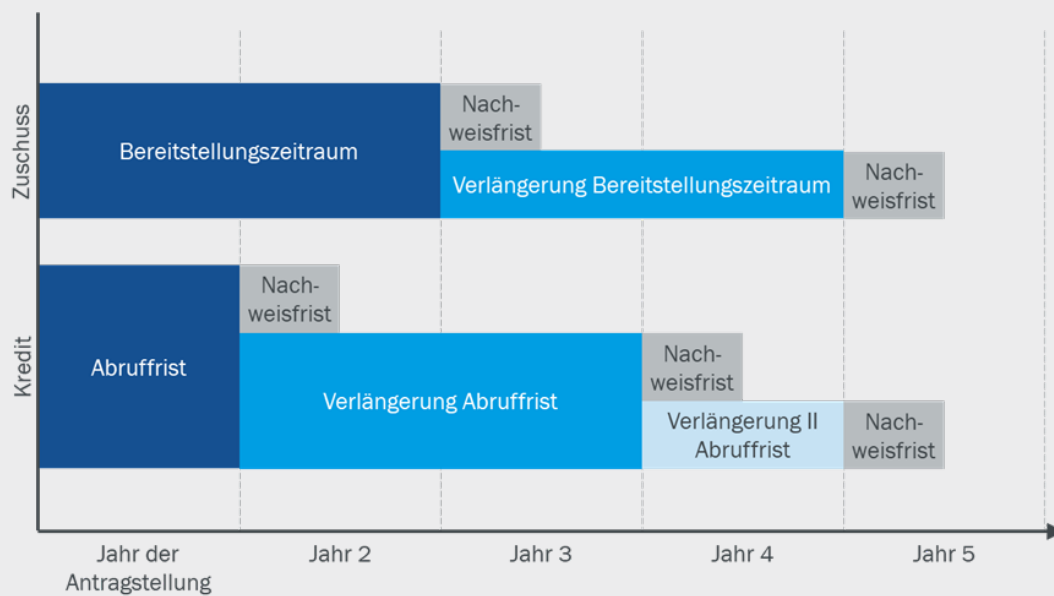 Zuschuss
Bereitstellungszeitraum
Nach-
weisfrist
Verlängerung Bereitstellungszeitraum
Nach-
weisfrist
Kredit
Abruffrist
Nach-
weisfrist
Verlängerung Abruffrist
Nach-
weisfrist
Verlängerung II
Abruffrist
Nach-
weisfrist
Jahr der
Antragstellung
Jahr 2
Jahr 3
Jahr 4
Jahr 5